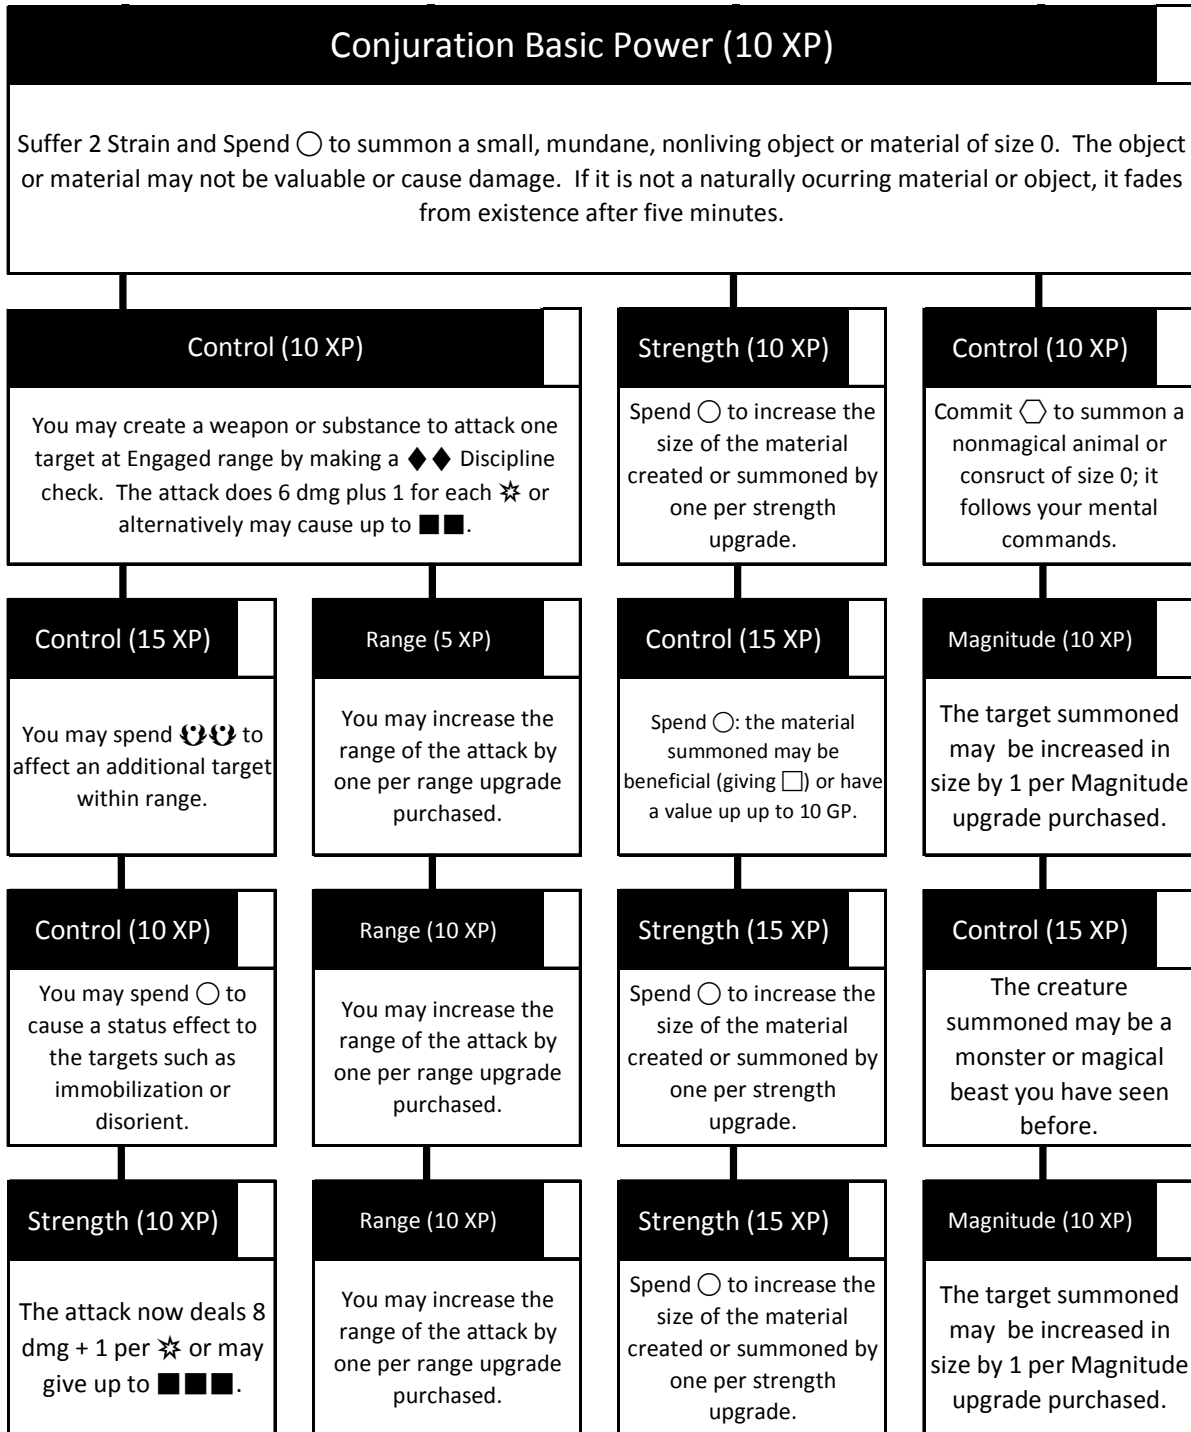 Conjuration Basic Power (10 XP)
Suffer 2 Strain and Spend ◯ to summon a small, mundane, nonliving object or material of size 0. The object
or material may not be valuable or cause damage. If it is not a naturally ocurring material or object, it fades
from existence after five minutes.
Control (10 XP)
You may create a weapon or substance to attack one
target at Engaged range by making a ♦♦ Discipline
check. The attack does 6 dmg plus 1 for each ✡ or
alternatively may cause up to ■■.
Strength (10 XP)
Spend ◯ to increase the
size of the material
created or summoned by
one per strength
upgrade.
Control (10 XP)
Commit ⬡ to summon a
nonmagical animal or
consruct of size 0; it
follows your mental
commands.
Control (15 XP)
You may spend to
affect an additional target
within range.
Range (5 XP)
You may increase the
range of the attack by
one per range upgrade
purchased.
Control (15 XP)
Spend ◯: the material
summoned may be
beneficial (giving □) or have
a value up up to 10 GP.
Magnitude (10 XP)
The target summoned
may be increased in
size by 1 per Magnitude
upgrade purchased.
Control (10 XP)
You may spend ◯ to
cause a status effect to
the targets such as
immobilization or
disorient.
Range (10 XP)
You may increase the
range of the attack by
one per range upgrade
purchased.
Strength (15 XP)
Spend ◯ to increase the
size of the material
created or summoned by
one per strength
upgrade.
Control (15 XP)
The creature
summoned may be a
monster or magical
beast you have seen
before.
Strength (10 XP)
The attack now deals 8
dmg + 1 per ✡ or may
give up to ■■■.
Range (10 XP)
You may increase the
range of the attack by
one per range upgrade
purchased.
Strength (15 XP)
Spend ◯ to increase the
size of the material
created or summoned by
one per strength
upgrade.
Magnitude (10 XP)
The target summoned
may be increased in
size by 1 per Magnitude
upgrade purchased.